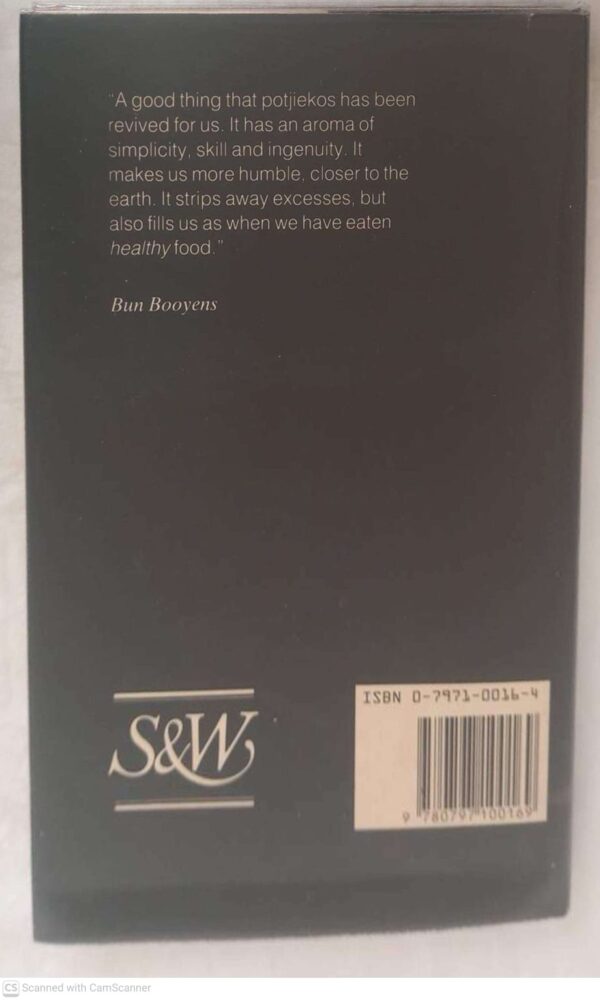 "A good thing that potjiekos has been
revived for us. It has an aroma of
simplicity, skill and ingenuity. It
makes us more humble, closer to the
earth. It strips away excesses, but
also fills us as when we have eaten
healthy food."
Bun Booyens
S&W
ISBN 0-7971-0016-4
9 780797 100169
CS Scanned with CamScanner